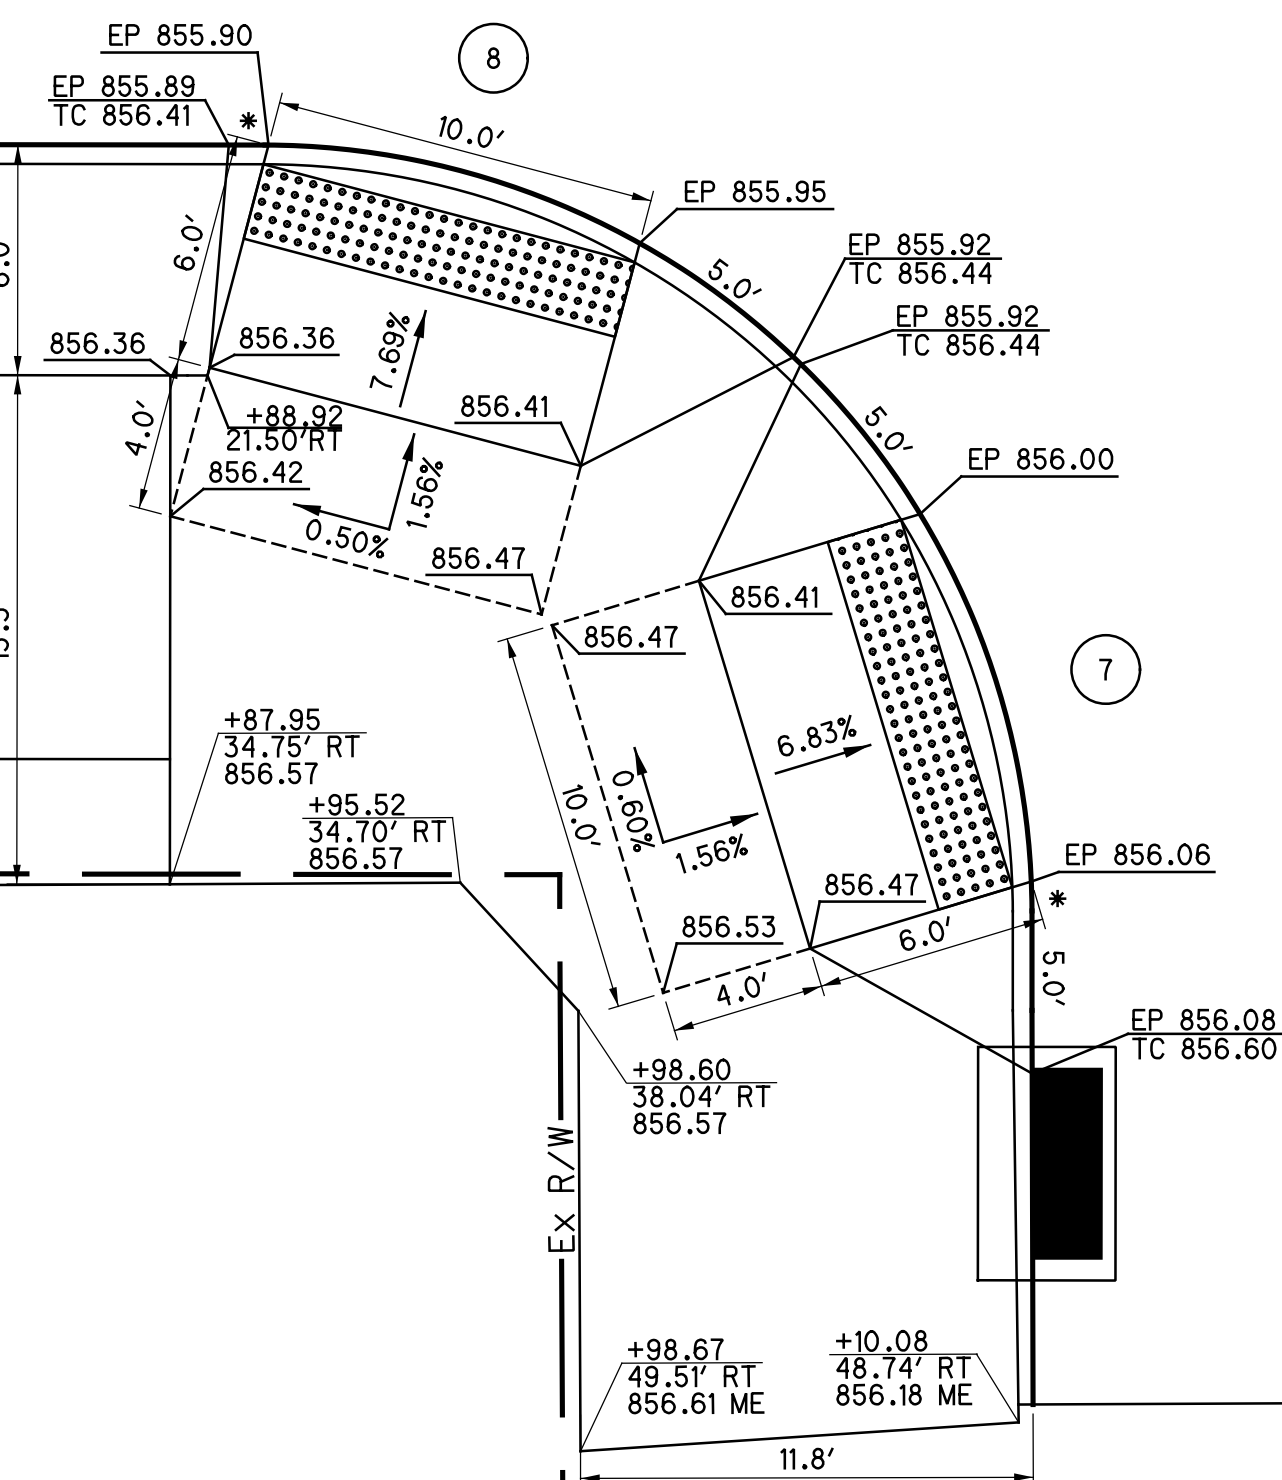 EP 855.90
8
EP 855.89
TC 856.41
*
10.0'
EP 855.95
6.0'
EP 855.92
TC 856.44
5.0'
EP 855.92
TC 856.44
856.36
856.36
7.69%
856.41
4.0'
+88.92
21.50' RT
5.0'
EP 856.00
856.42
1.56%
0.50%
856.47
856.41
856.47
7
+87.95
34.75' RT
856.57
6.83%
+95.52
34.70' RT
856.57
10.0'
0.60%
1.56%
EP 856.06
856.47
*
856.53
6.0'
4.0'
5.0'
EP 856.08
TC 856.60
+98.60
38.04' RT
856.57
Ex R/W
+98.67
49.51' RT
856.61 ME
+10.08
48.74' RT
856.18 ME
11.8'